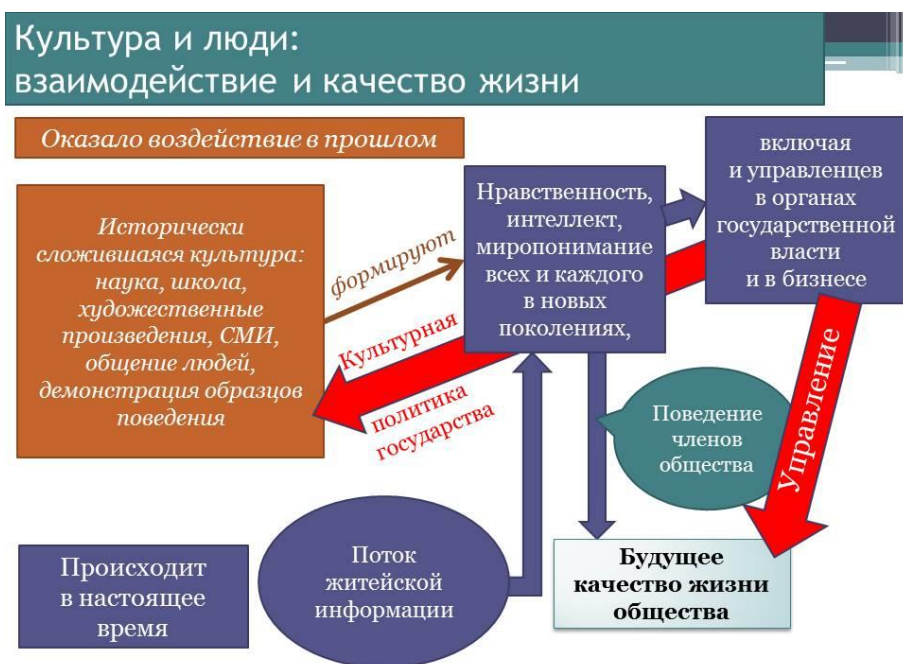 Культура и люди:
взаимодействие и качество жизни
Оказало воздействие в прошлом
Исторически
сложившаяся культура:
наука, школа,
художественные
произведения, СМИ,
общение людей,
демонстрация образцов
поведения
формируют
Культурная
политика
государства
Нравственность,
интеллект,
миропонимание
всех и каждого
в новых
поколениях,
включая
и управленцев
в органах
государственной
власти
и в бизнесе
Управление
Поведение
членов
общества
Происходит
в настоящее
время
Поток
житейской
информации
Будущее
качество жизни
общества